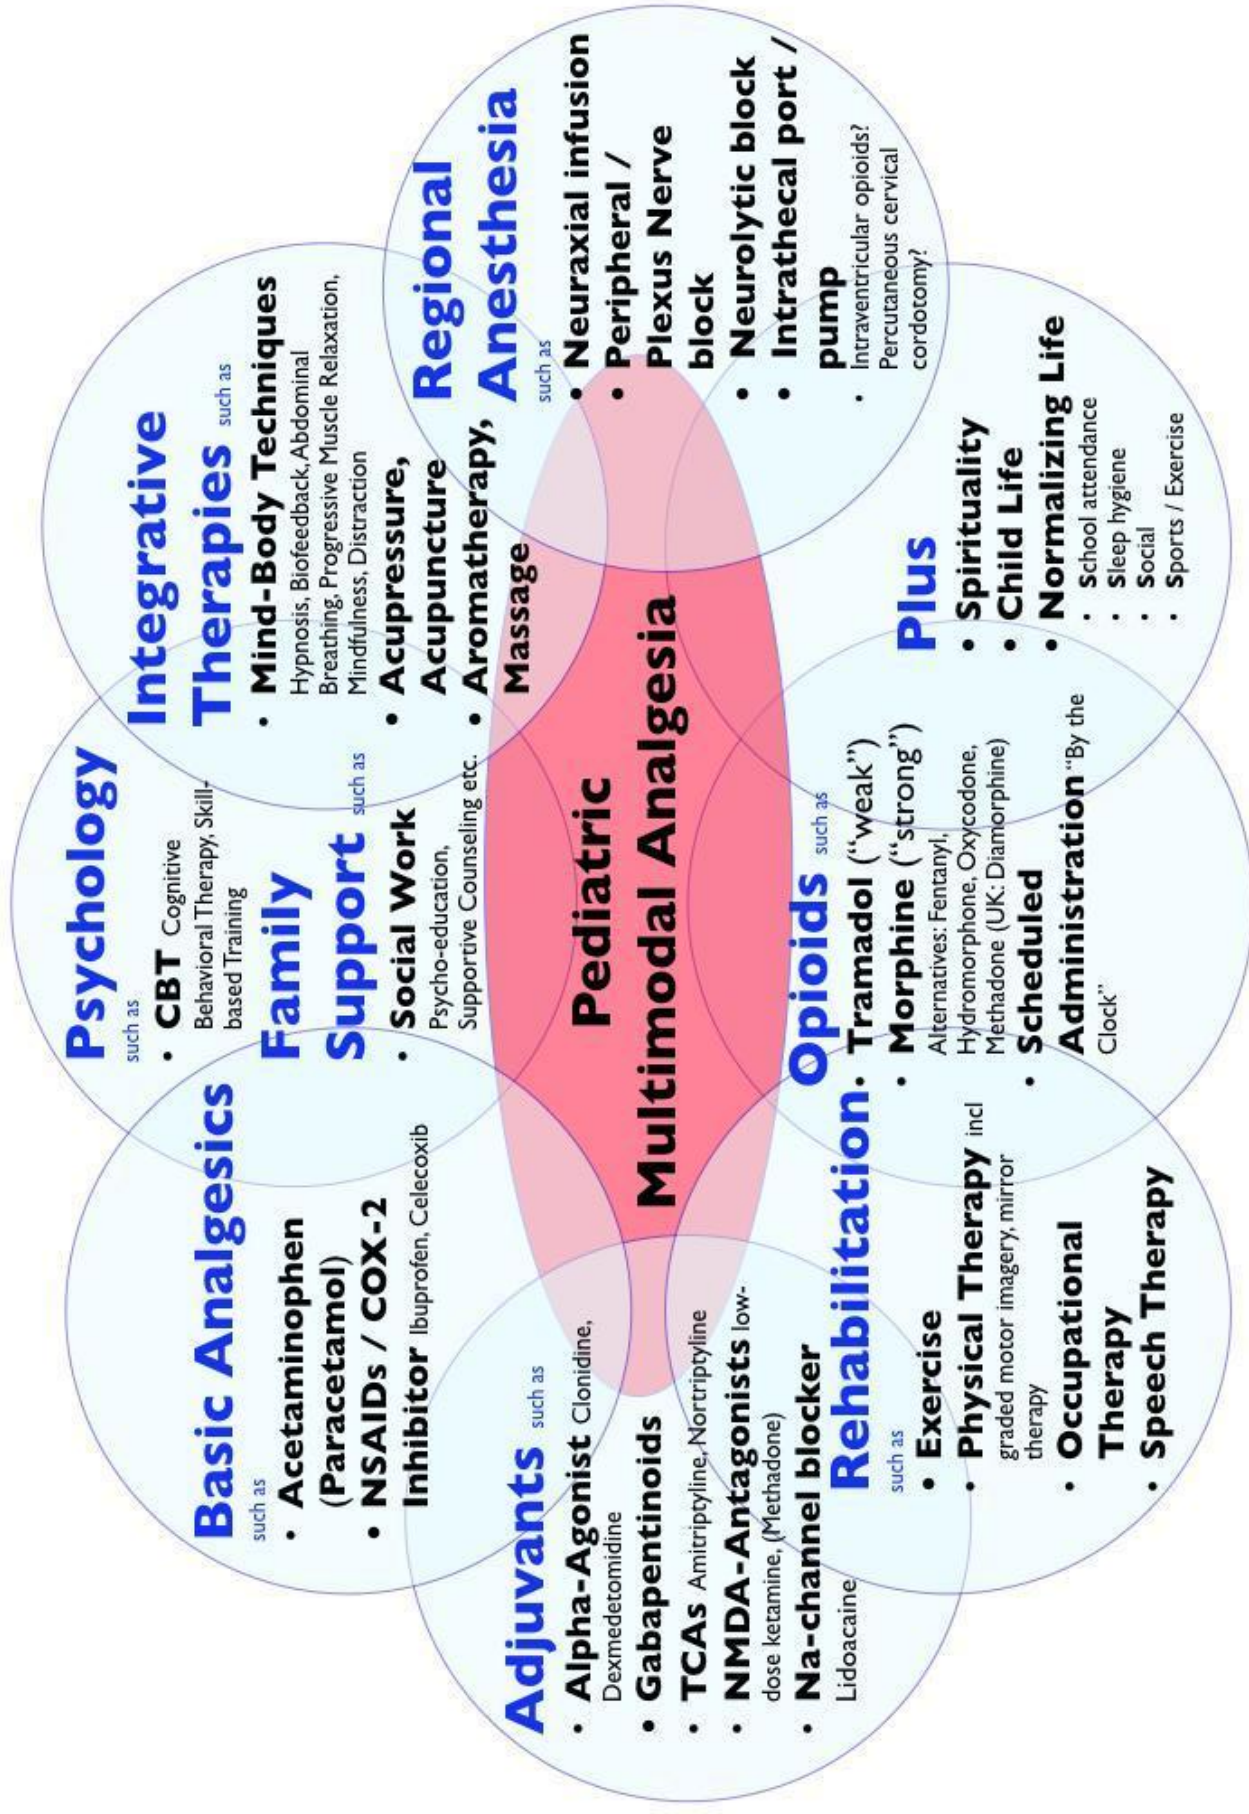 Psychology
such as
• CBT Cognitive
Behavioral Therapy, Skill-
based Training
Family
Support such as
• Social Work
Psycho-education,
Supportive Counseling etc.
Integrative
Therapies such as
• Mind-Body Techniques
Hypnosis, Biofeedback, Abdominal
Breathing, Progressive Muscle Relaxation,
Mindfulness, Distraction
• Acupressure,
Acupuncture
• Aromatherapy,
Massage
Basic Analgesics
such as
• Acetaminophen
(Paracetamol)
• NSAIDs / COX-2
Inhibitor Ibuprofen, Celecoxib
Regional
Anesthesia
such as
• Neuraxial infusion
• Peripheral /
Plexus Nerve
block
• Neurolytic block
• Intrathecal port /
pump
• Intraventricular opioids?
Percutaneous cervical
cordotomy?
Adjuvants such as
• Alpha-Agonist Clonidine,
Dexmedetomidine
• Gabapentinoids
• TCAs Amitriptyline, Nortriptyline
• NMDA-Antagonists low-
dose ketamine, (Methadone)
• Na-channel blocker
Lidoacaine
Pediatric
Multimodal Analgesia
Rehabilitation
such as
• Exercise
• Physical Therapy incl
graded motor imagery, mirror
therapy
• Occupational
Therapy
• Speech Therapy
Opioids such as
• Tramadol (“weak”)
• Morphine (“strong”)
Alternatives: Fentanyl,
Hydromorphone, Oxycodone,
Methadone (UK: Diamorphine)
• Scheduled
Administration “By the
Clock”
Plus
• Spirituality
• Child Life
• Normalizing Life
• School attendance
• Sleep hygiene
• Social
• Sports / Exercise